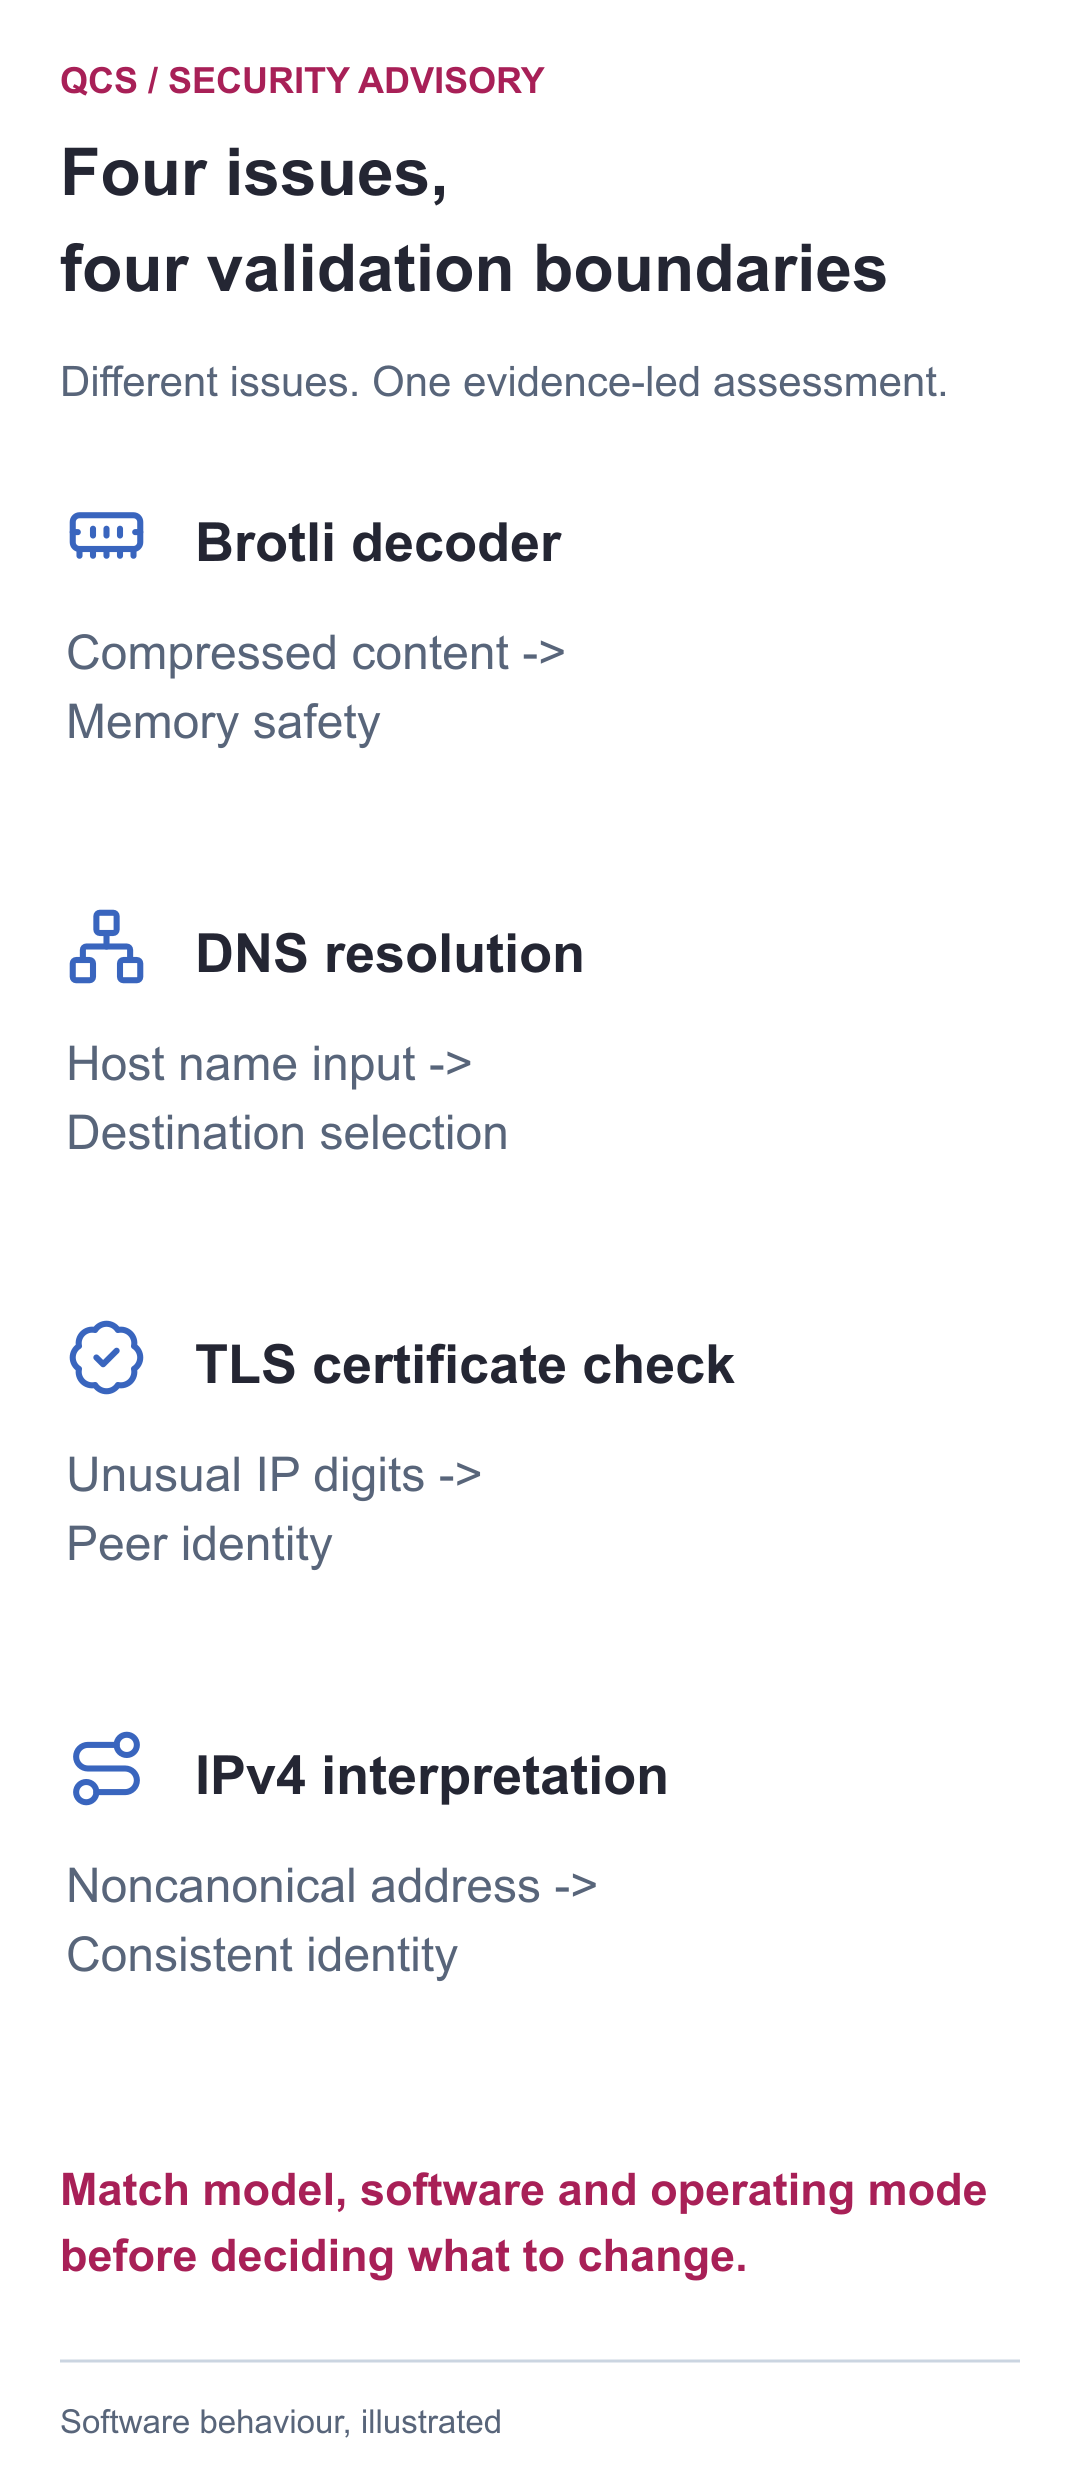 QCS / SECURITY ADVISORY
Four issues,
four validation boundaries
Different issues. One evidence-led assessment.
Brotli decoder
Compressed content ->
Memory safety
DNS resolution
Host name input ->
Destination selection
TLS certificate check
Unusual IP digits ->
Peer identity
IPv4 interpretation
Noncanonical address ->
Consistent identity
Match model, software and operating mode
before deciding what to change.
Software behaviour, illustrated